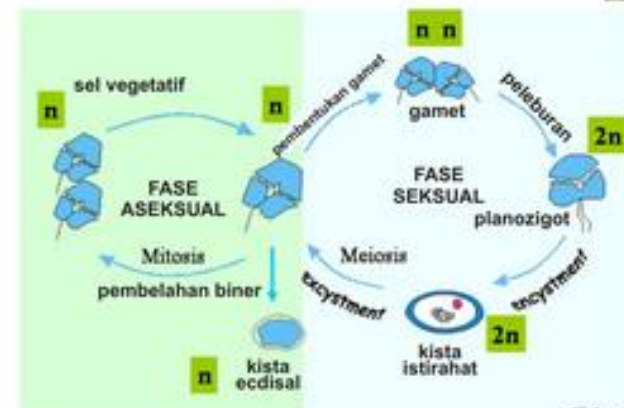 n n
pembentukan gamet
gamet
peleburan
2n
planozigot
FASE
SEKSUAL
encystment
2n
kista
istirahat
Meiosis
excystment
sel vegetatif
n
n
FASE
ASEKSUAL
Mitosis
pembelahan biner
n
kista
ecdisal